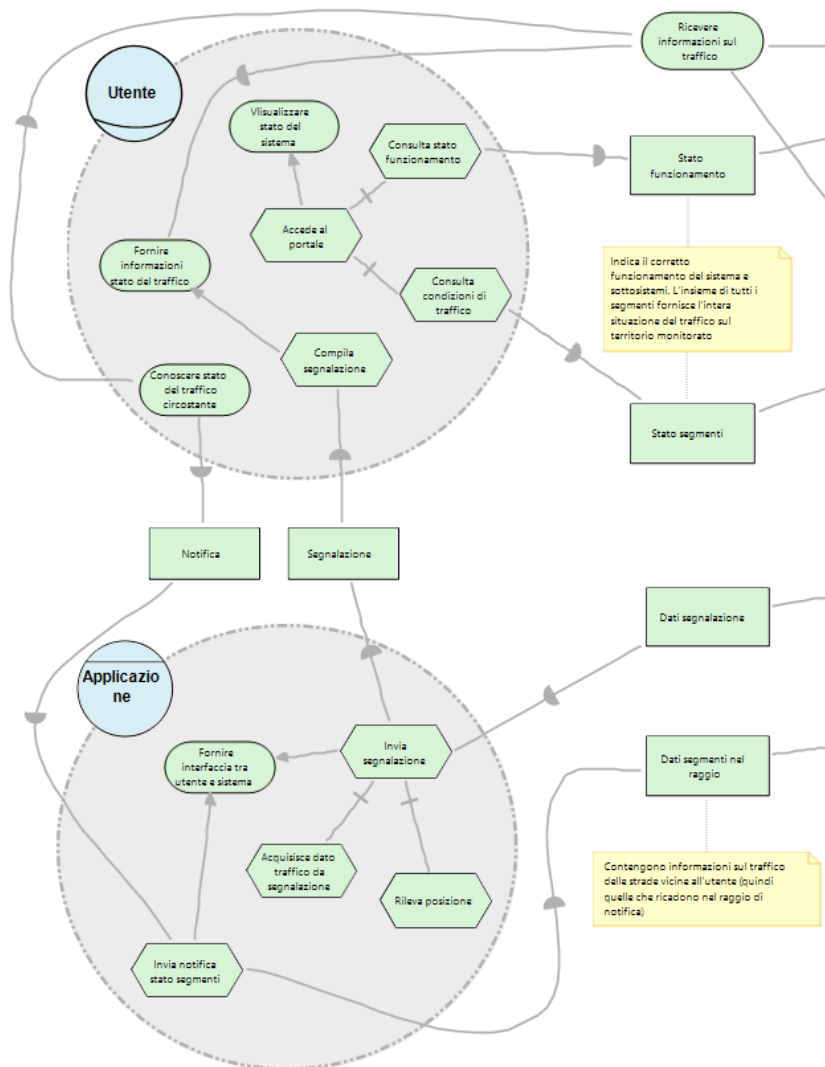 Ricevere
informazioni sul
traffico
Utente
Vlisualizzare
stato del
sistema
Consulta stato
funzionamento
Stato
funzionamento
Accede al
portale
Fornire
informazioni
stato del traffico
Consulta
condizioni di
traffico
Indica il corretto
funzionamento del sistema e
sottosistemi. L'insieme di tutti i
segmenti fornisce l'intera
situazione del traffico sul
territorio monitorato
Compila
segnalazione
Conoscere stato
del traffico
circostante
Stato segmenti
Notifica
Segnalazione
Dati segnalazione
Applicazio
ne
Fornire
interfaccia tra
utente e sistema
Invia
segnalazione
Dati segmenti nel
raggio
Acquisisce dato
traffico da
segnalazione
Rileva posizione
Contengono informazioni sul traffico
delle strade vicine all'utente (quindi
quelle che ricadono nel raggio di
notifica)
Invia notifica
stato segmenti